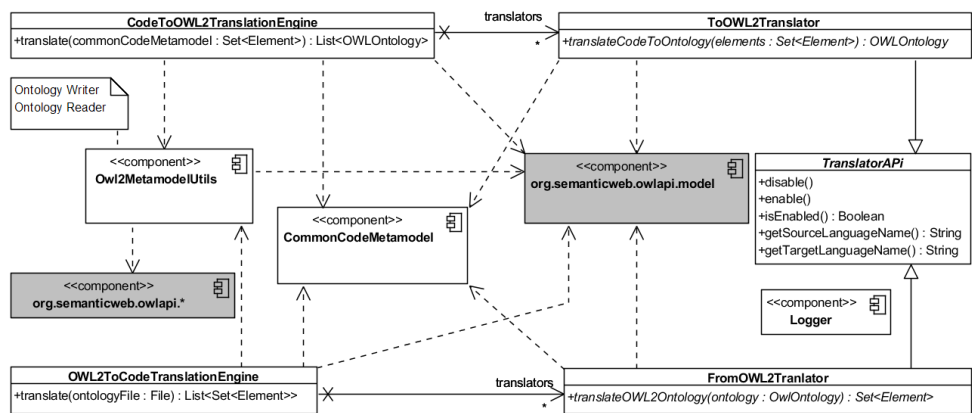 CodeToOWL2TranslationEngine
+translate(commonCodeMetamodel : Set<Element>) : List<OWLOntology>
translators
*
ToOWL2Translator
+translateCodeToOntology(elements : Set<Element>) : OWLOntology
Ontology Writer
Ontology Reader
<<component>>
Owl2MetamodelUtils
<<component>>
CommonCodeMetamodel
<<component>>
org.semanticweb.owlapi.model
TranslatorAPi
+disable()
+enable()
+isEnabled() : Boolean
+getSourceLanguageName() : String
+getTargetLanguageName() : String
<<component>>
org.semanticweb.owlapi.*
<<component>>
Logger
OWL2ToCodeTranslationEngine
+translate(ontologyFile : File) : List<Set<Element>>
translators
*
FromOWL2Tranlator
+translateOWL2Ontology(ontology : OwlOntology) : Set<Element>